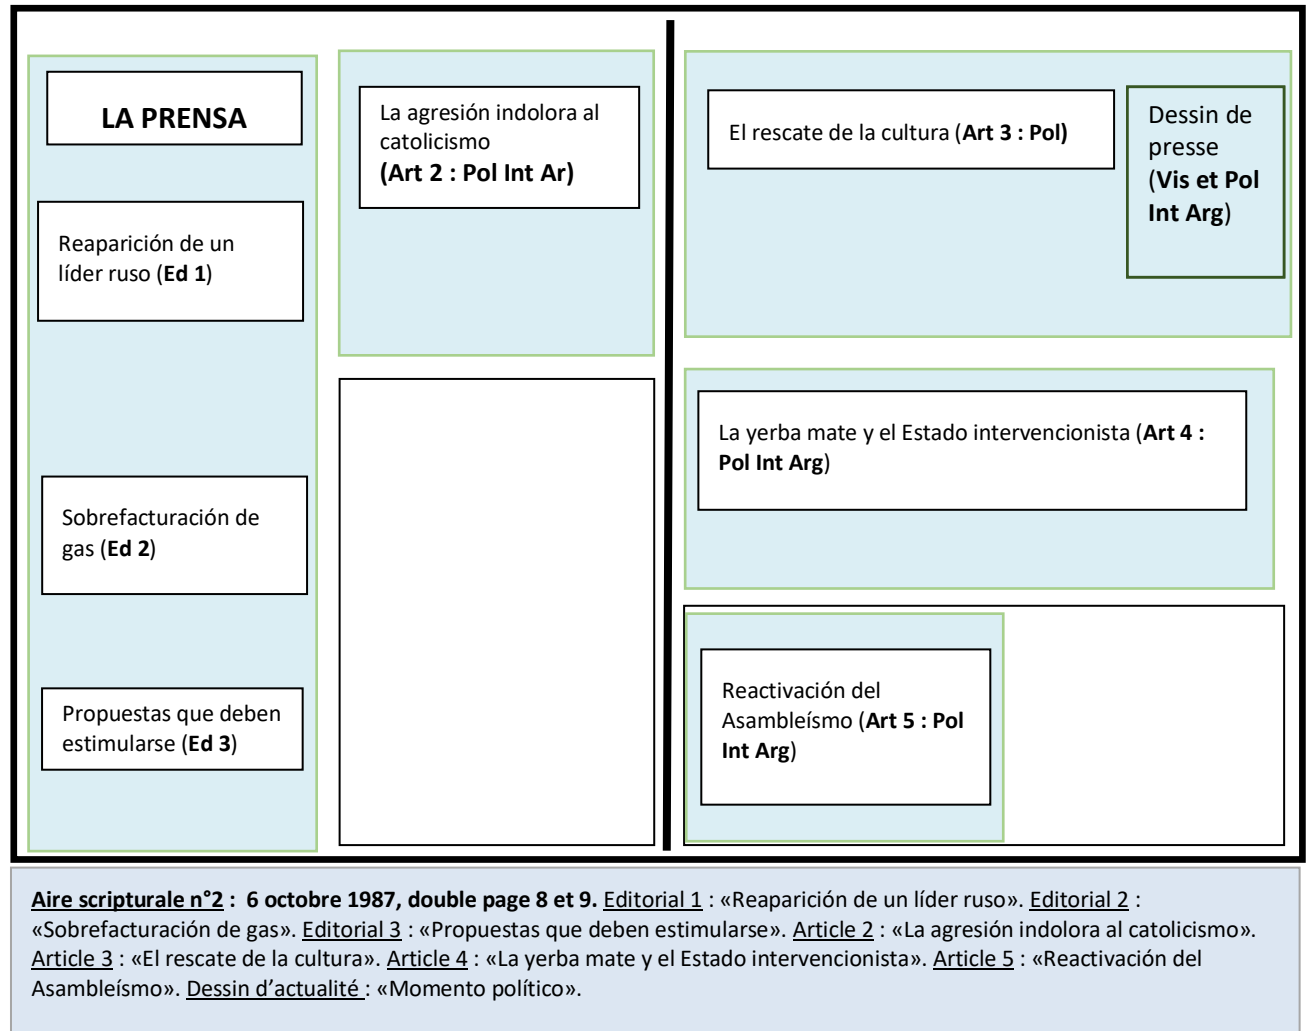 LA PRENSA
Reaparición de un
líder ruso (Ed 1)
Sobrefacturación de
gas (Ed 2)
Propuestas que deben
estimularse (Ed 3)
La agresión indolora al
catolicismo
(Art 2 : Pol Int Ar)
El rescate de la cultura (Art 3 : Pol)
Dessin de
presse
(Vis et Pol
Int Arg)
La yerba mate y el Estado intervencionista (Art 4 :
Pol Int Arg)
Reactivación del
Asambleísmo (Art 5 : Pol
Int Arg)
Aire scripturale n°2 : 6 octobre 1987, double page 8 et 9. Editorial 1 : «Reaparición de un líder ruso». Editorial 2 :
«Sobrefacturación de gas». Editorial 3 : «Propuestas que deben estimularse». Article 2 : «La agresión indolora al catolicismo».
Article 3 : «El rescate de la cultura». Article 4 : «La yerba mate y el Estado intervencionista». Article 5 : «Reactivación del
Asambleísmo». Dessin d'actualité : «Momento político».